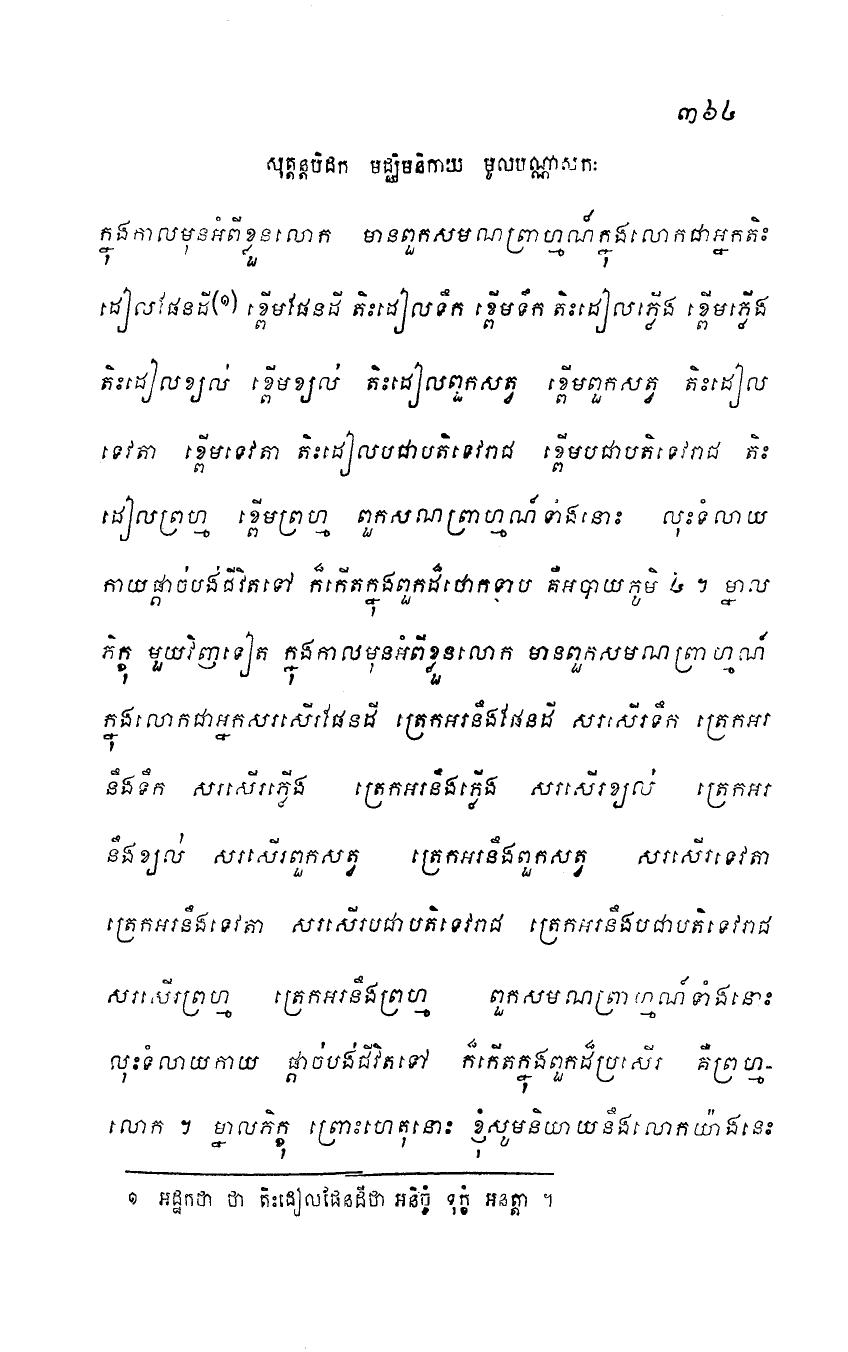 ៣៦៤
សុត្តន្តបិដក មជ្ឈិមនិកាយ មូលបណ្ណាសកៈ
ក្នុងកាលមុនអំពីខ្លួនលោក មានពួកសមណព្រាហ្មណ៍ក្នុងលោកជាអ្នកតិះ
ដៀលផែនដី(១) ខ្ពើមផែនដី តិះដៀលទឹក ខ្ពើមទឹក តិះដៀលភ្លើង ខ្ពើមភ្លើង
តិះដៀលខ្យល់ ខ្ពើមខ្យល់ តិះដៀលពួកសត្វ ខ្ពើមពួកសត្វ តិះដៀល
ទេវតា ខ្ពើមទេវតា តិះដៀលបជាបតិទេវរាជ ខ្ពើមបជាបតិទេវរាជ តិះ
ដៀលព្រហ្ម ខ្ពើមព្រហ្ម ពួកសណព្រាហ្មណ៍ទាំងនោះ លុះទំលាយ
កាយផ្តាច់បង់ជីវិតទៅ ក៏កើតក្នុងពួកដ៏ថោកទាប គឺអបាយភូមិ ៤ ។ ម្នាល
ភិក្ខុ មួយវិញទៀត ក្នុងកាលមុនអំពីខ្លួនលោក មានពួកសមណព្រាហ្មណ៍
ក្នុងលោកជាអ្នកសរសើរផែនដី ត្រេកអរនឹងផែនដី សរសើរទឹក ត្រេកអរ
នឹងទឹក សរសើរភ្លើង ត្រេកអរនឹងភ្លើង សរសើរខ្យល់ ត្រេកអរ
នឹងខ្យល់ សរសើរពួកសត្វ ត្រេកអរនឹងពួកសត្វ សរសើរទេវតា
ត្រេកអរនឹងទេវតា សរសើរបជាបតិទេវរាជ ត្រេកអរនឹងបជាបតិទេវរាជ
សរសើរព្រហ្ម ត្រេកអរនឹងព្រហ្ម ពួកសមណព្រាហ្មណ៍ទាំងនោះ
លុះទំលាយកាយ ផ្តាច់បង់ជីវិតទៅ ក៏កើតក្នុងពួកដ៏ប្រសើរ គឺព្រហ្ម-
លោក ។ ម្នាលភិក្ខុ ព្រោះហេតុនោះ ខ្ញុំសូមនិយាយនឹងលោកយ៉ាងនេះ
១ អដ្ឋកថា ថា តិះដៀលផែនដីថា អនិច្ចំ ទុក្ខំ អនត្តា ។